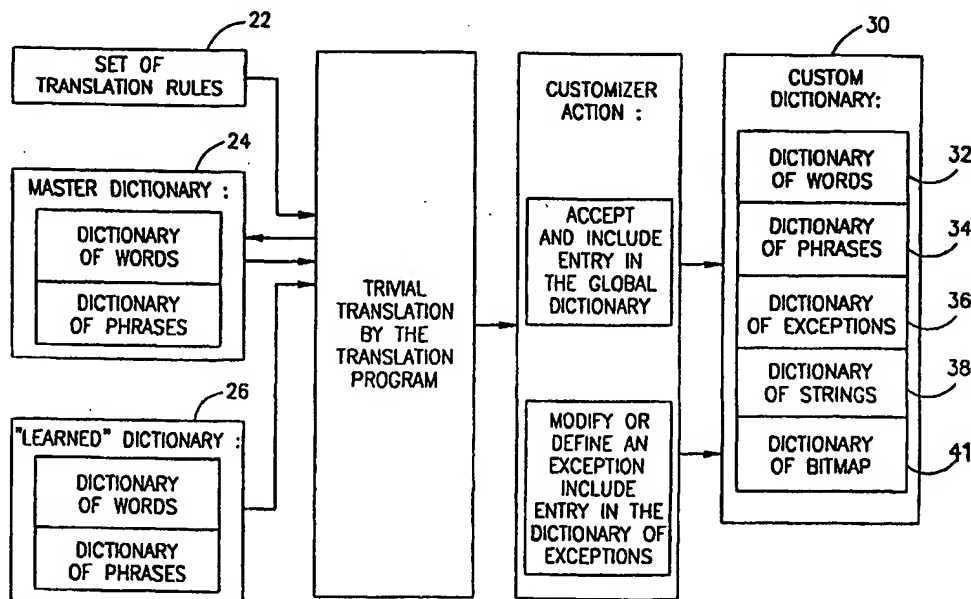 22
SET OF
TRANSLATION RULES
24
MASTER DICTIONARY :
DICTIONARY
OF WORDS
DICTIONARY
OF PHRASES
26
"LEARNED" DICTIONARY :
DICTIONARY
OF WORDS
DICTIONARY
OF PHRASES
TRIVIAL
TRANSLATION
BY THE
TRANSLATION
PROGRAM
CUSTOMIZER
ACTION :
ACCEPT
AND INCLUDE
ENTRY IN
THE GLOBAL
DICTIONARY
MODIFY OR
DEFINE AN
EXCEPTION
INCLUDE
ENTRY IN THE
DICTIONARY OF
EXCEPTIONS
30
CUSTOM
DICTIONARY:
DICTIONARY
OF WORDS
32
DICTIONARY
OF PHRASES
34
DICTIONARY
OF EXCEPTIONS
36
DICTIONARY
OF STRINGS
38
DICTIONARY
OF BITMAP
41